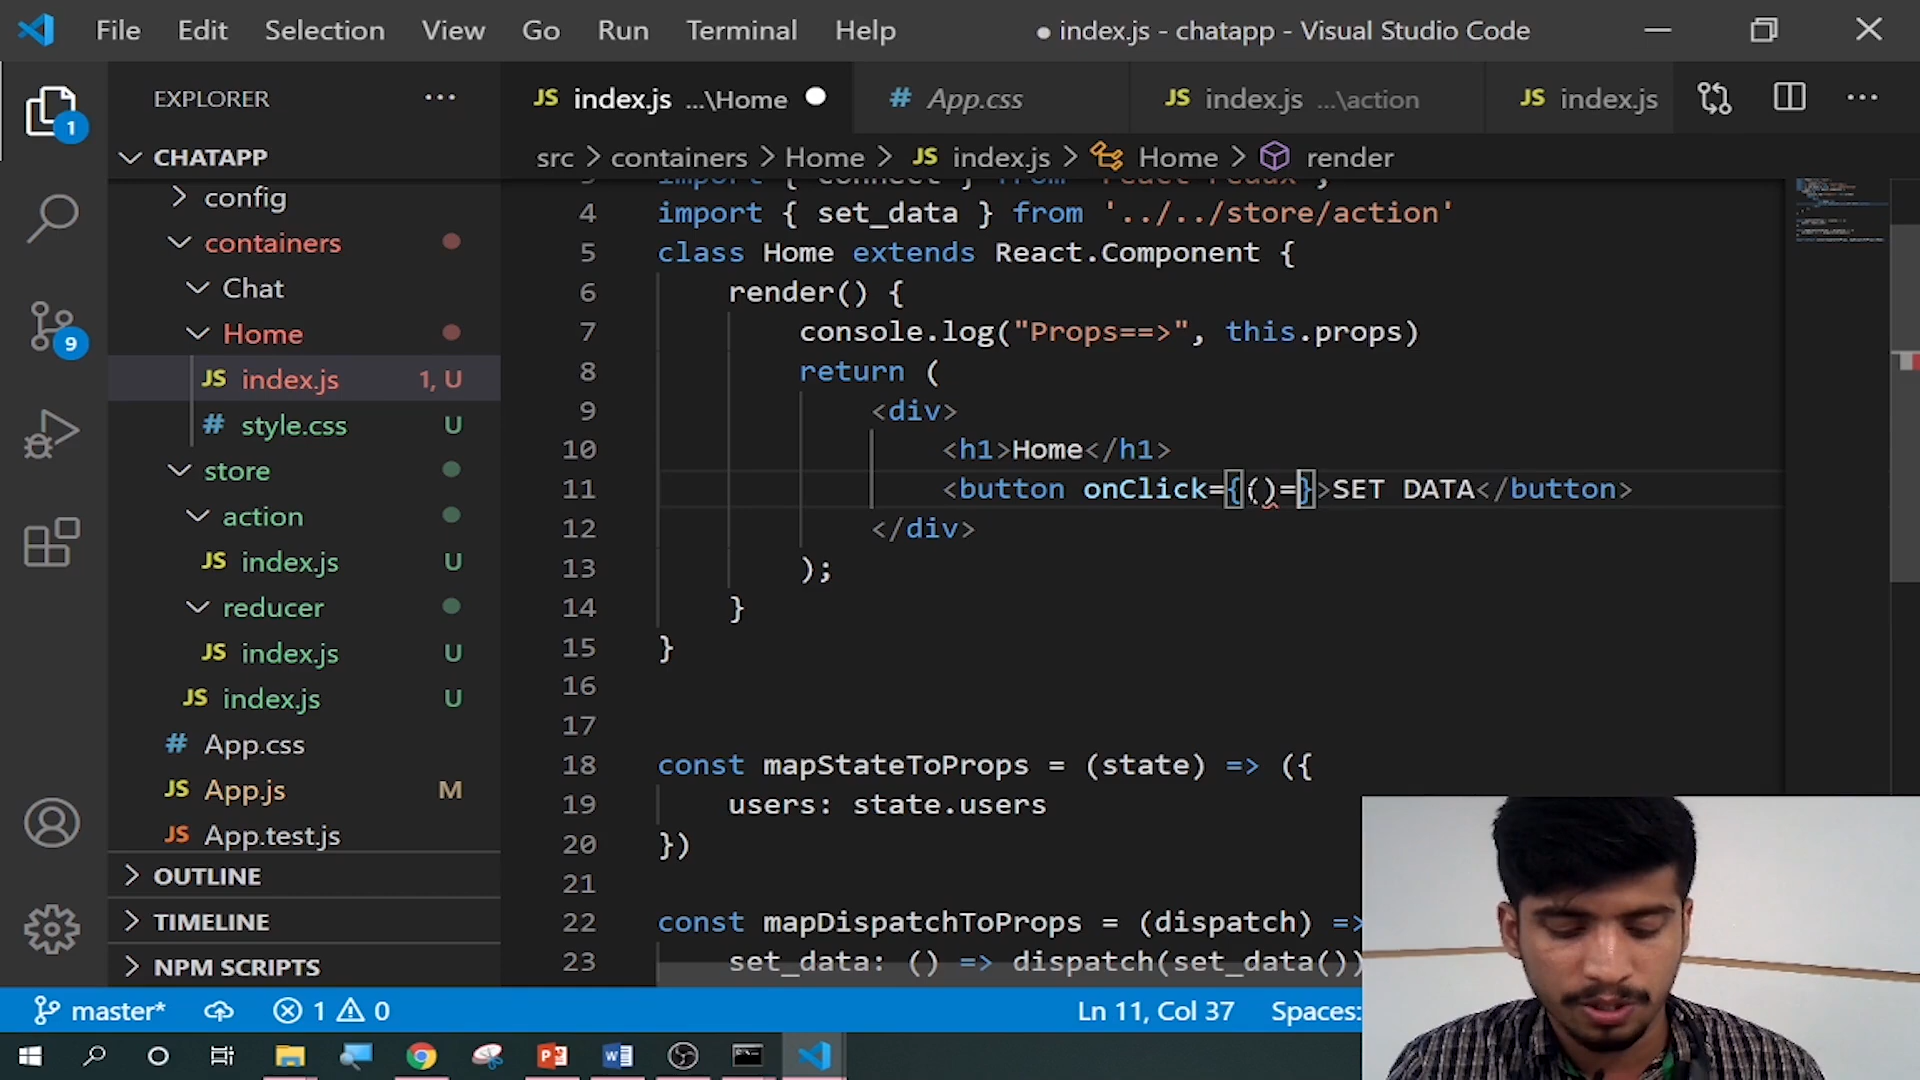 File Edit Selection View Go Run Terminal Help
● index.js - chatapp - Visual Studio Code
EXPLORER ...
JS index.js ...\Home
# App.css
JS index.js ...\action
JS index.js
CHATAPP
src > containers > Home > JS index.js > Home > render
config
containers
Chat
Home
JS index.js 1, U
# style.css U
store
action
JS index.js U
reducer
JS index.js U
JS index.js U
# App.css
JS App.js M
JS App.test.js
OUTLINE
TIMELINE
NPM SCRIPTS
1
9
4 import { set_data } from '../../store/action'
5 class Home extends React.Component {
6 render() {
7 console.log("Props==>", this.props)
8 return (
9 <div>
10 <h1>Home</h1>
11 <button onClick={()=}>SET DATA</button>
12 </div>
13 );
14 }
15 }
16
17
18 const mapStateToProps = (state) => ({
19 users: state.users
20 })
21
22 const mapDispatchToProps = (dispatch) =>
23 set_data: () => dispatch(set_data())
master* 1 0
Ln 11, Col 37 Spaces: